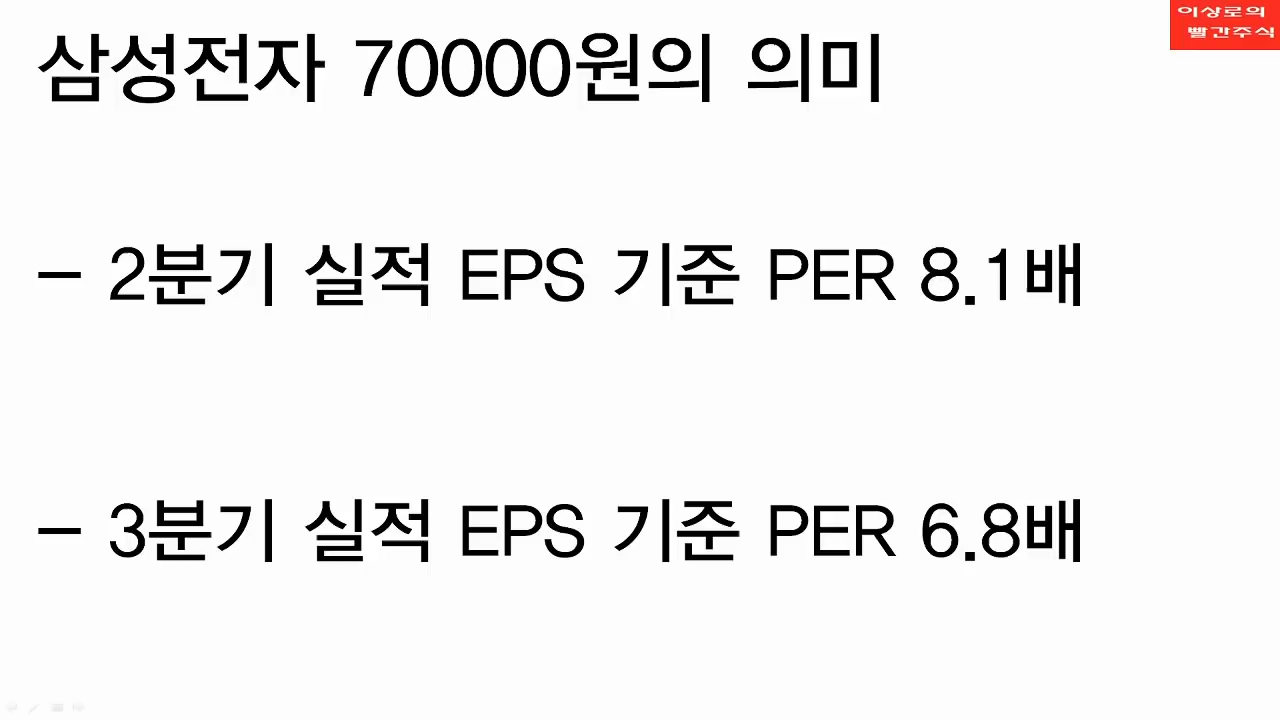 이상로의
빨간주식
삼성전자 70000원의 의미
- 2분기 실적 EPS 기준 PER 8.1배
- 3분기 실적 EPS 기준 PER 6.8배